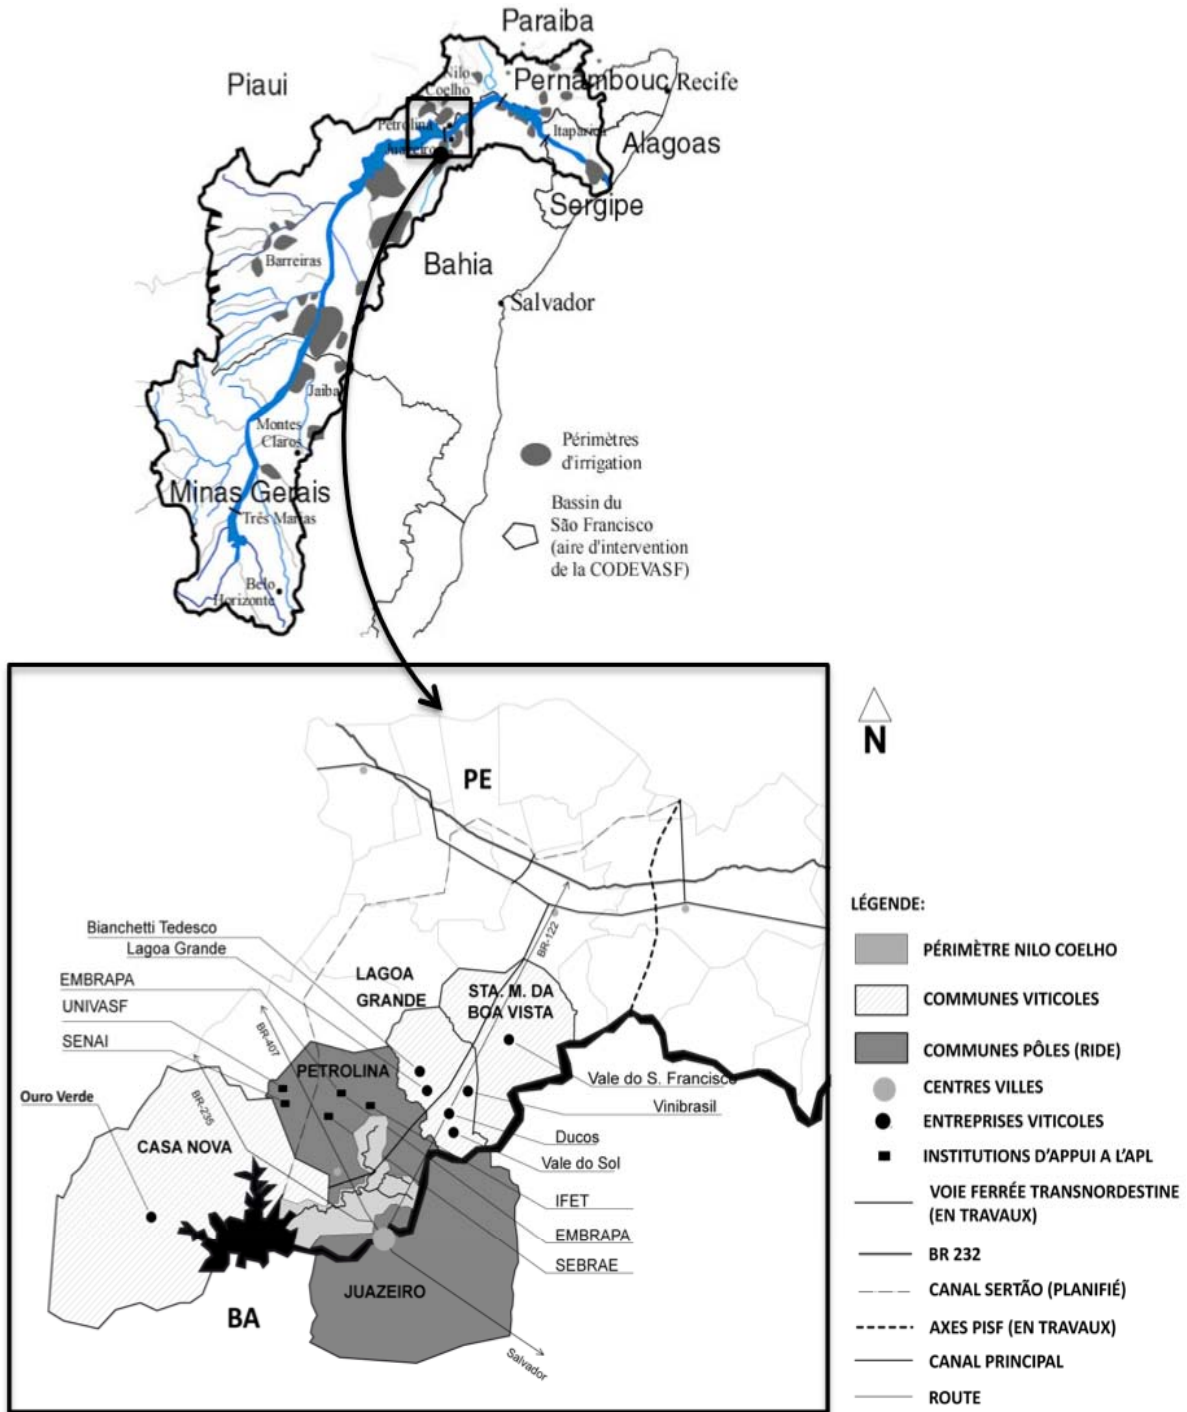 Paraiba
Piaui
Nilo
Coelho
Pernambouc
Recife
Petrolina
Itaparica
Juazeiro
Alagoas
Sergipe
Barreiras
Bahia
Salvador
Jaiba
Montes
Claros
Périmètres
d'irrigation
Minas Gerais
Três Marias
Bassin du
São Francisco
(aire d'intervention
de la CODEVASF)
Belo
Horizonte
N
PE
LÉGENDE:
PÉRIMÈTRE NILO COELHO
COMMUNES VITICOLES
COMMUNES PÔLES (RIDE)
CENTRES VILLES
ENTREPRISES VITICOLES
INSTITUTIONS D'APPUI A L'APL
VOIE FERRÉE TRANSNORDESTINE
(EN TRAVAUX)
BR 232
CANAL SERTÃO (PLANIFIÉ)
AXES PISF (EN TRAVAUX)
CANAL PRINCIPAL
ROUTE
Bianchetti Tedesco
Lagoa Grande
EMBRAPA
UNIVASF
SENAI
Ouro Verde
LAGOA
GRANDE
STA. M. DA
BOA VISTA
BR-122
BR-407
BR-235
PETROLINA
CASA NOVA
Vale do S. Francisco
Vinibrasil
Ducos
Vale do Sol
IFET
EMBRAPA
SEBRAE
JUAZEIRO
BA
Salvador